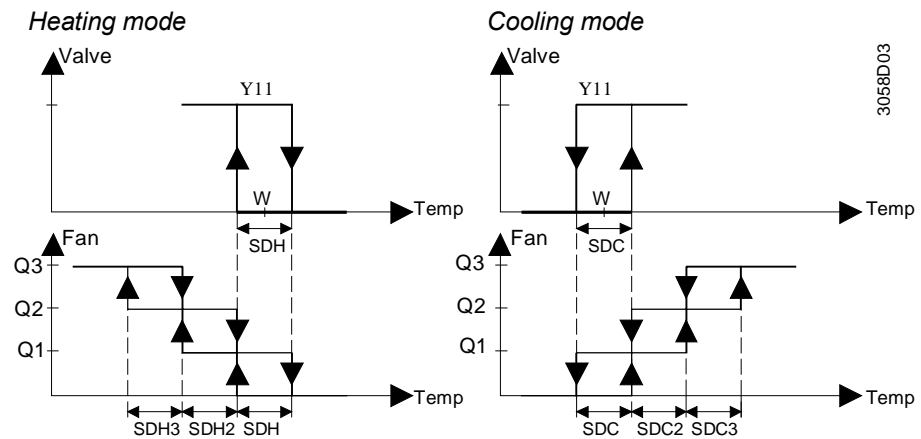 Heating mode
Cooling mode
Valve
Y11
W
Temp
SDH
Fan
Q3
Q2
Q1
Temp
SDH3 SDH2 SDH
Valve
Y11
W
Temp
SDC
Fan
Q3
Q2
Q1
Temp
SDC SDC2 SDC3
3058D03